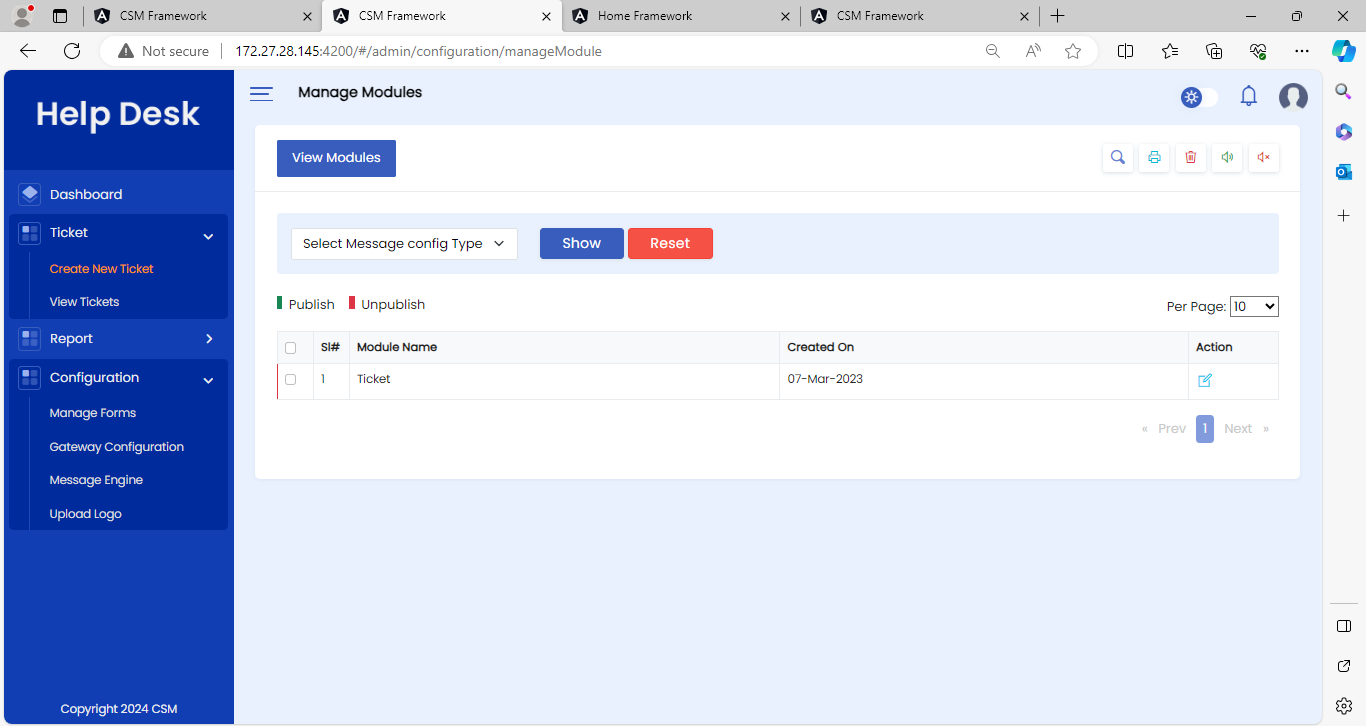 CSM Framework
CSM Framework
Home Framework
CSM Framework
Not secure
172.27.28.145:4200/#/admin/configuration/manageModule
Help Desk
Manage Modules
View Modules
Dashboard
Ticket
Create New Ticket
View Tickets
Report
Configuration
Manage Forms
Gateway Configuration
Message Engine
Upload Logo
Copyright 2024 CSM
Select Message config Type
Show
Reset
Publish
Unpublish
Per Page: 10
Sl# Module Name Created On Action
1 Ticket 07-Mar-2023
« Prev 1 Next »